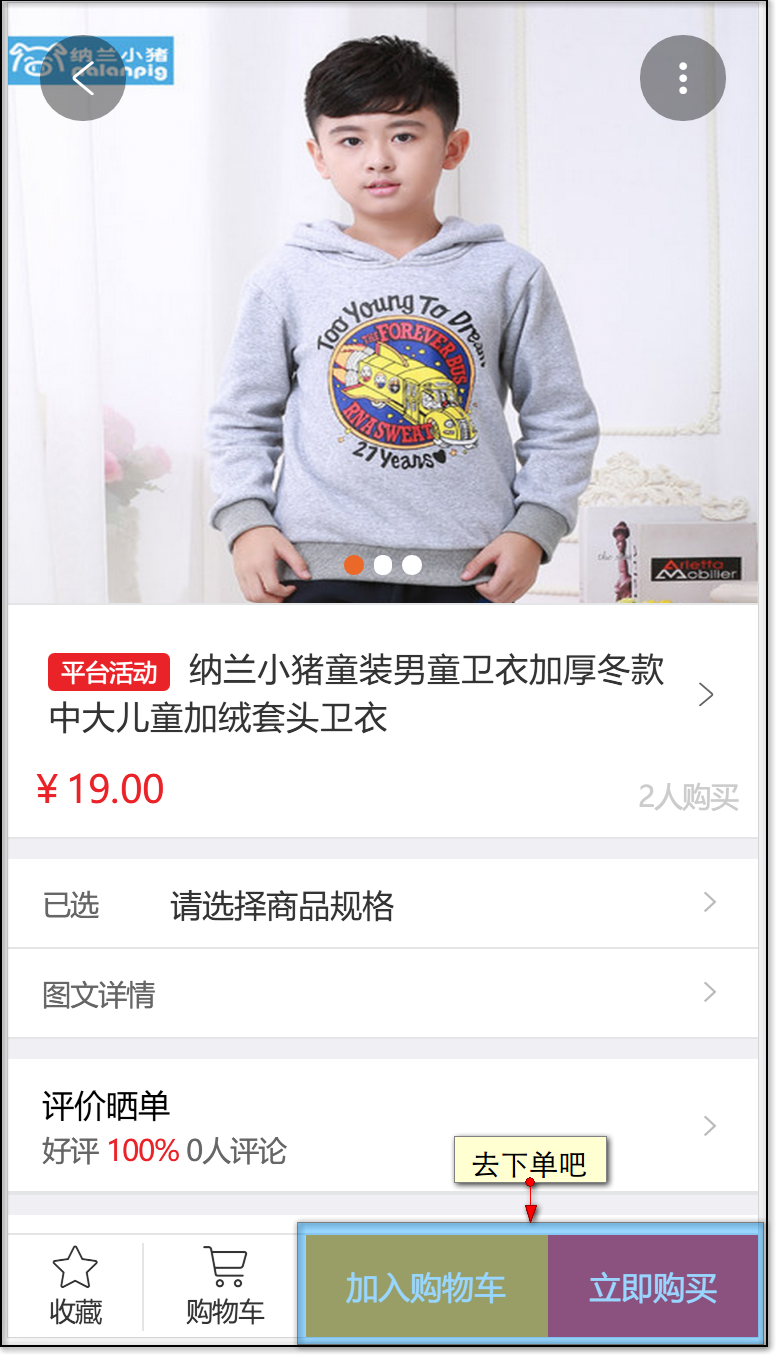 纳兰小猪
nalanpig
Too Young To Dream
THE FOREVER BUS
RNASWEAT
27 Years
Arietta
Mobilier
平台活动 纳兰小猪童装男童卫衣加厚冬款
中大儿童加绒套头卫衣
¥ 19.00
2人购买
已选 请选择商品规格
图文详情
评价晒单
好评 100% 0人评论
去下单吧
收藏
购物车
加入购物车
立即购买